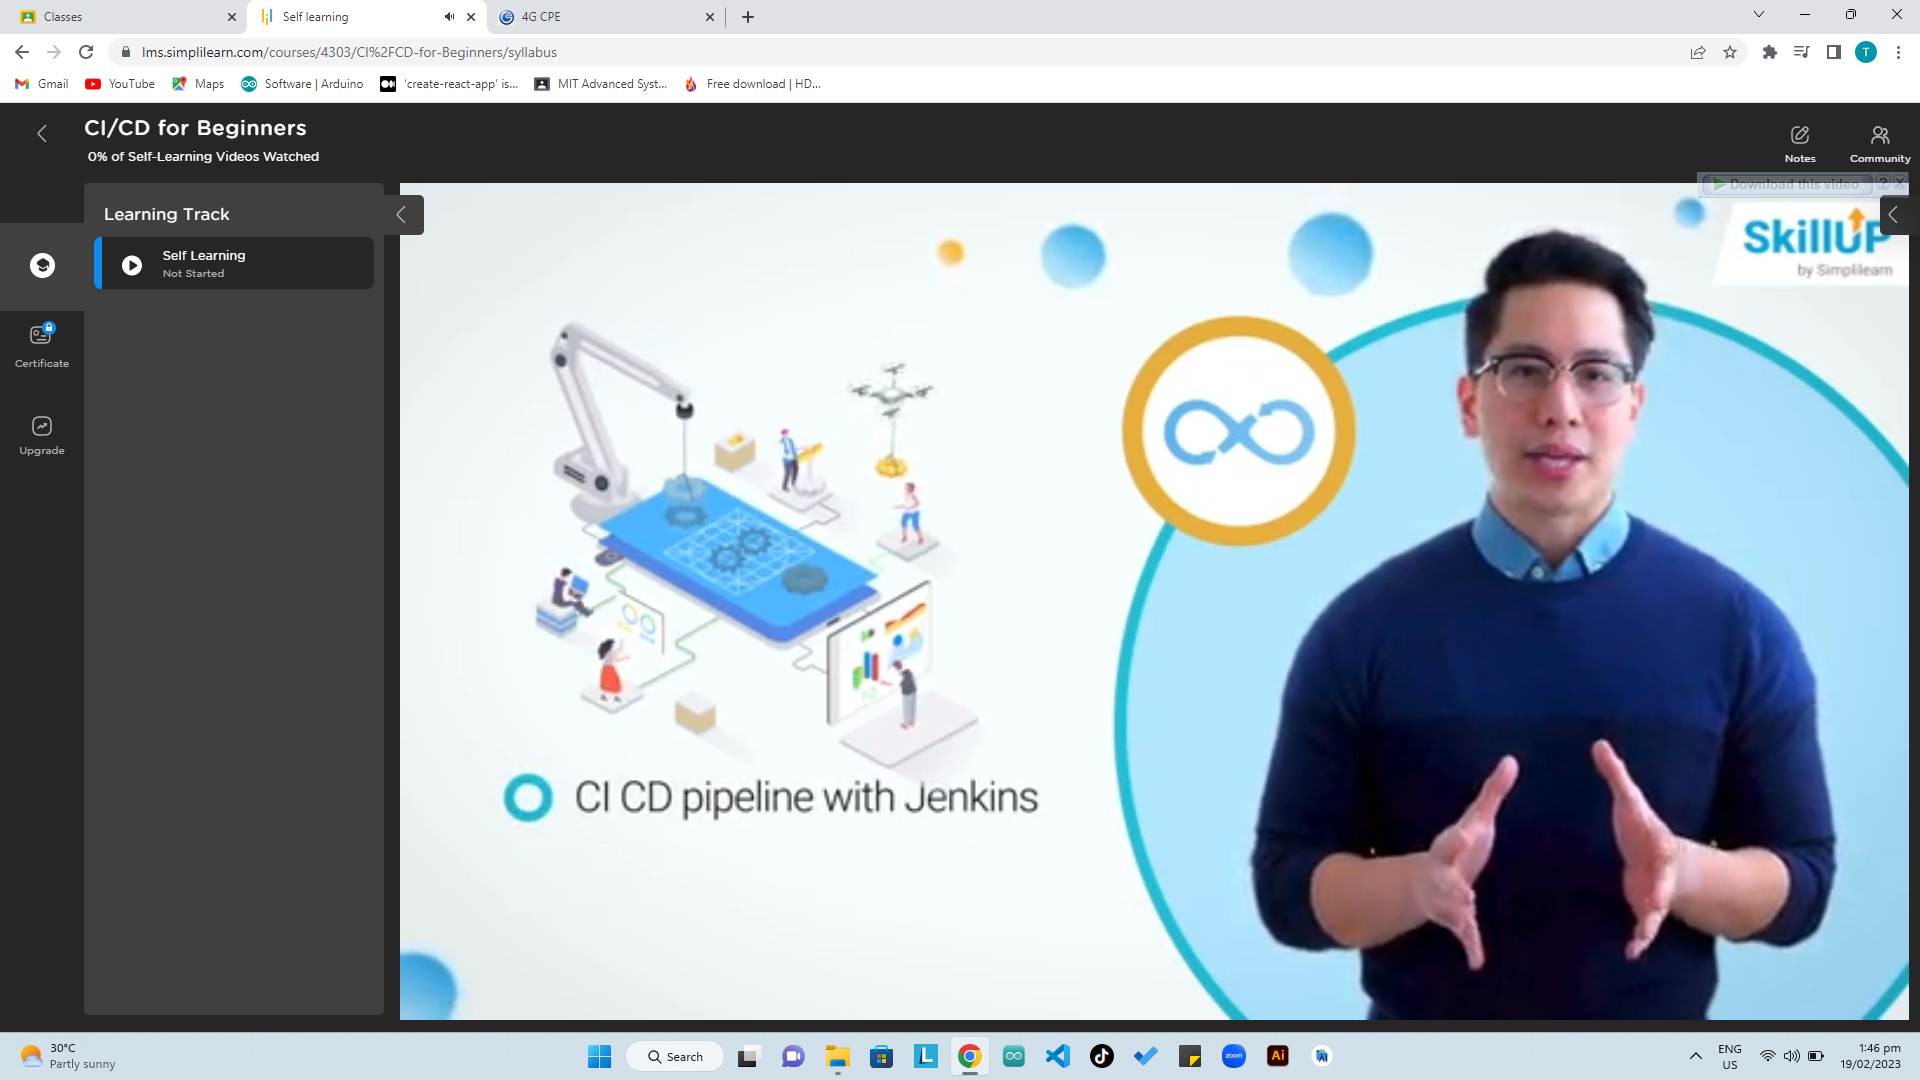 Classes
Self learning
4G CPE
lms.simplilearn.com/courses/4303/CI%2FCD-for-Beginners/syllabus
T
Gmail
YouTube
Maps
Software | Arduino
'create-react-app' is...
MIT Advanced Syst...
Free download | HD...
CI/CD for Beginners
0% of Self-Learning Videos Watched
Notes
Community
Download this video
Learning Track
Self Learning
Not Started
Certificate
Upgrade
SkillUP
by Simplilearn
CI CD pipeline with Jenkins
30°C
Partly sunny
Search
L
zoom
Ai
ENG
US
1:46 pm
19/02/2023